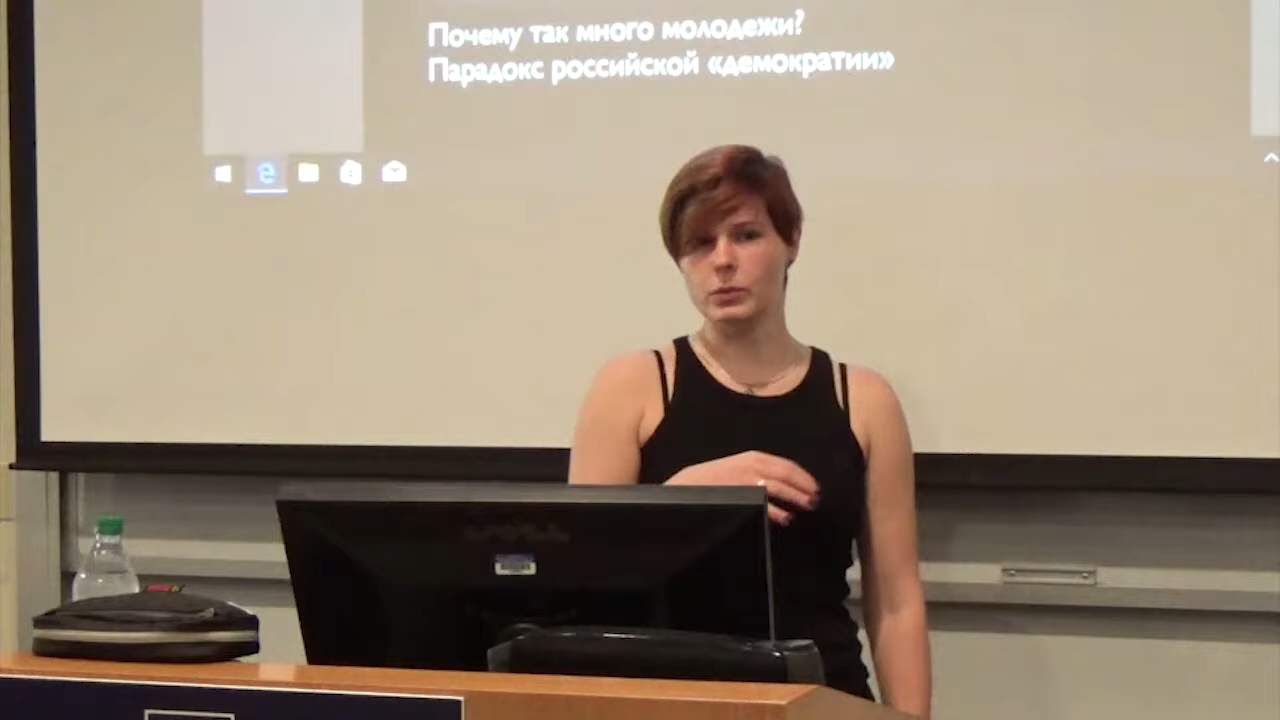 Почему так много молодежи?
Парадокс российской «демократии»